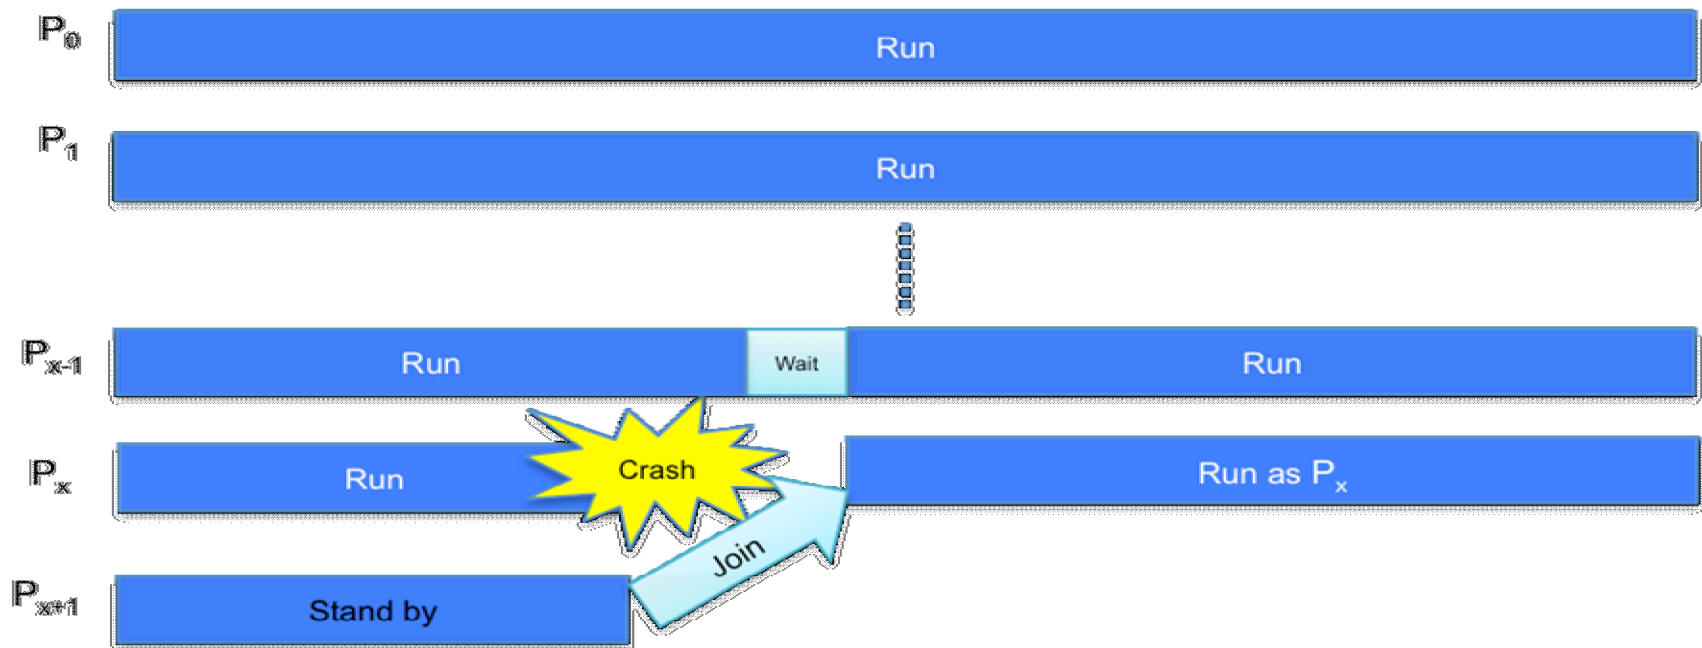 P0
Run
P1
Run
Px-1
Run
Wait
Run
Px
Run
Crash
Run as Px
Join
Px+1
Stand by